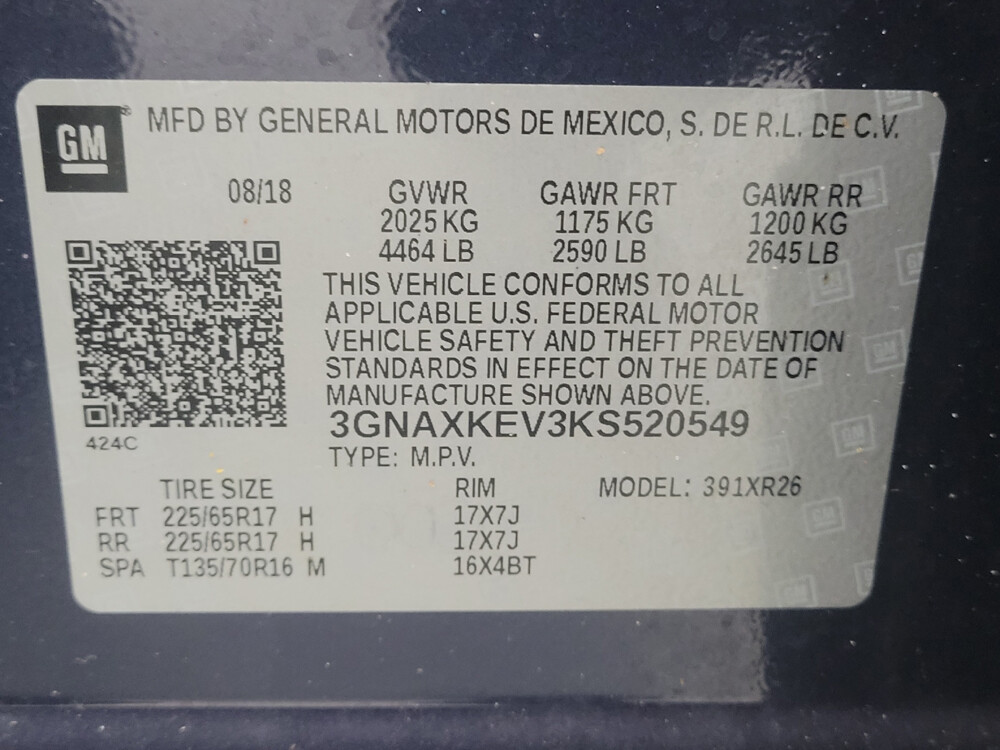 GM ® MFD BY GENERAL MOTORS DE MEXICO, S. DE R.L. DE C.V.
08/18 GVWR GAWR FRT GAWR RR
2025 KG 1175 KG 1200 KG
4464 LB 2590 LB 2645 LB
THIS VEHICLE CONFORMS TO ALL
APPLICABLE U.S. FEDERAL MOTOR
VEHICLE SAFETY AND THEFT PREVENTION
STANDARDS IN EFFECT ON THE DATE OF
MANUFACTURE SHOWN ABOVE.
3GNAXKEV3KS520549
424C
TYPE: M.P.V.
TIRE SIZE RIM MODEL: 391XR26
FRT 225/65R17 H 17X7J
RR 225/65R17 H 17X7J
SPA T135/70R16 M 16X4BT